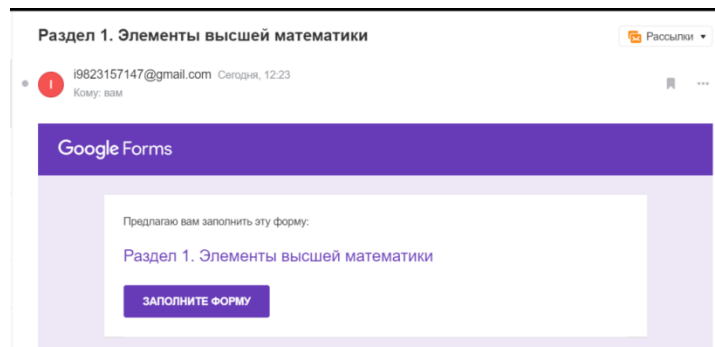 Раздел 1. Элементы высшей математики
Рассылки
I
i9823157147@gmail.com Сегодня, 12:23
Кому: вам
Google Forms
Предлагаю вам заполнить эту форму:
Раздел 1. Элементы высшей математики
ЗАПОЛНИТЕ ФОРМУ